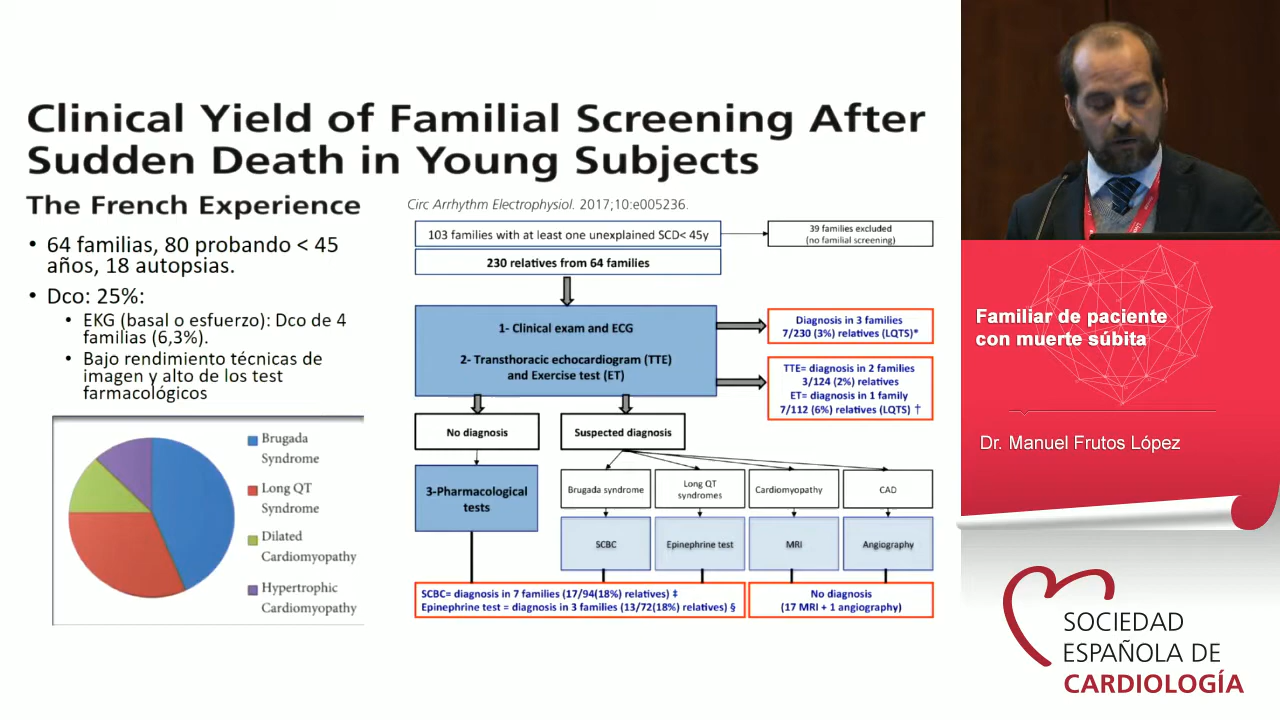 Clinical Yield of Familial Screening After
Sudden Death in Young Subjects
The French Experience
Circ Arrhythm Electrophysiol. 2017;10:e005236.
• 64 familias, 80 probando < 45
años, 18 autopsias.
• Dco: 25%:
• EKG (basal o esfuerzo): Dco de 4
familias (6,3%).
• Bajo rendimiento técnicas de
imagen y alto de los test
farmacológicos
Brugada
Syndrome
Long QT
Syndrome
Dilated
Cardiomyopathy
Hypertrophic
Cardiomyopathy
103 families with at least one unexplained SCD< 45y
39 families excluded
(no familial screening)
230 relatives from 64 families
1- Clinical exam and ECG
2- Transthoracic echocardiogram (TTE)
and Exercise test (ET)
Diagnosis in 3 families
7/230 (3%) relatives (LQTS)*
TTE= diagnosis in 2 families
3/124 (2%) relatives
ET= diagnosis in 1 family
7/112 (6%) relatives (LQTS) †
No diagnosis
Suspected diagnosis
3-Pharmacological
tests
Brugada syndrome
Long QT
syndromes
Cardiomyopathy
CAD
SCBC
Epinephrine test
MRI
Angiography
SCBC= diagnosis in 7 families (17/94(18%) relatives) ‡
Epinephrine test = diagnosis in 3 families (13/72(18%) relatives) §
No diagnosis
(17 MRI + 1 angiography)
Familiar de paciente
con muerte súbita
Dr. Manuel Frutos López
SOCIEDAD
ESPAÑOLA DE
CARDIOLOGÍA